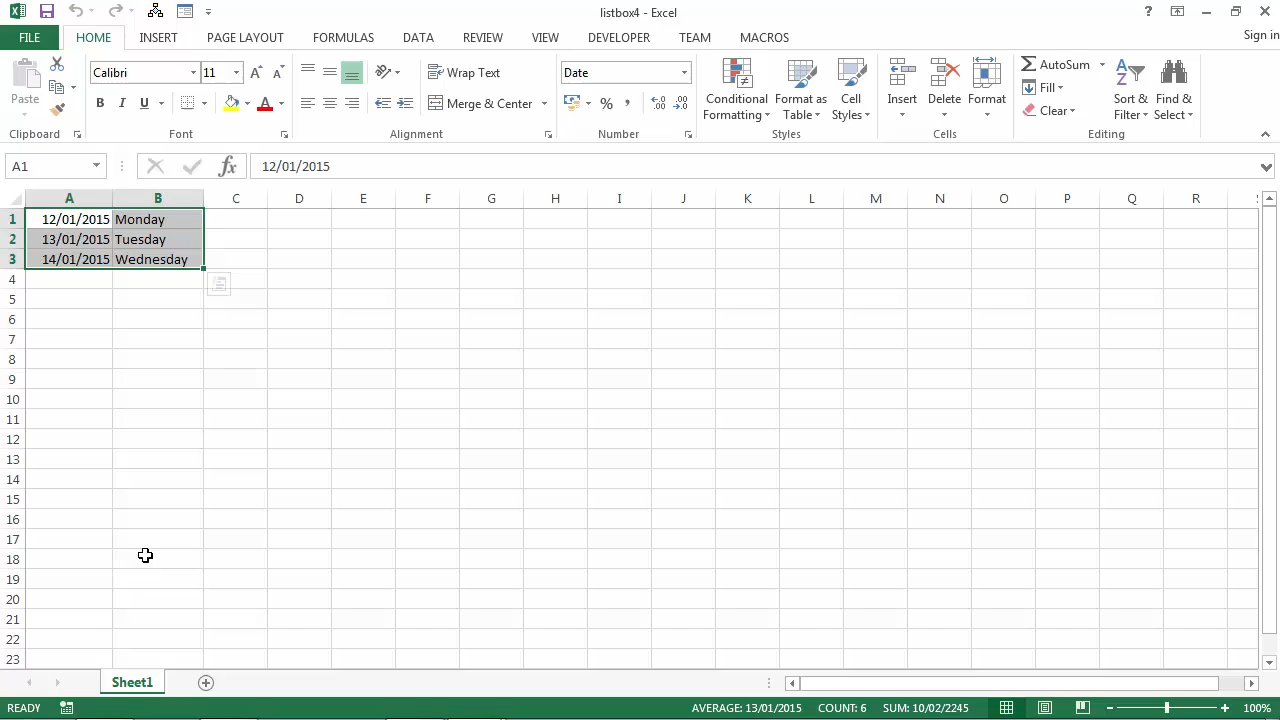 listbox4 - Excel
FILE HOME INSERT PAGE LAYOUT FORMULAS DATA REVIEW VIEW DEVELOPER TEAM MACROS Sign in
Paste
Calibri 11
B I U A
Wrap Text
Merge & Center
Date
%
Conditional Formatting
Format as Table
Cell Styles
Insert Delete Format
AutoSum
Fill
Clear
Sort & Filter
Find & Select
Clipboard Font Alignment Number Styles Cells Editing
A1 fx 12/01/2015
A B C D E F G H I J K L M N O P Q R
1 12/01/2015 Monday
2 13/01/2015 Tuesday
3 14/01/2015 Wednesday
4
5
6
7
8
9
10
11
12
13
14
15
16
17
18
19
20
21
22
23
Sheet1
READY AVERAGE: 13/01/2015 COUNT: 6 SUM: 10/02/2245 100%